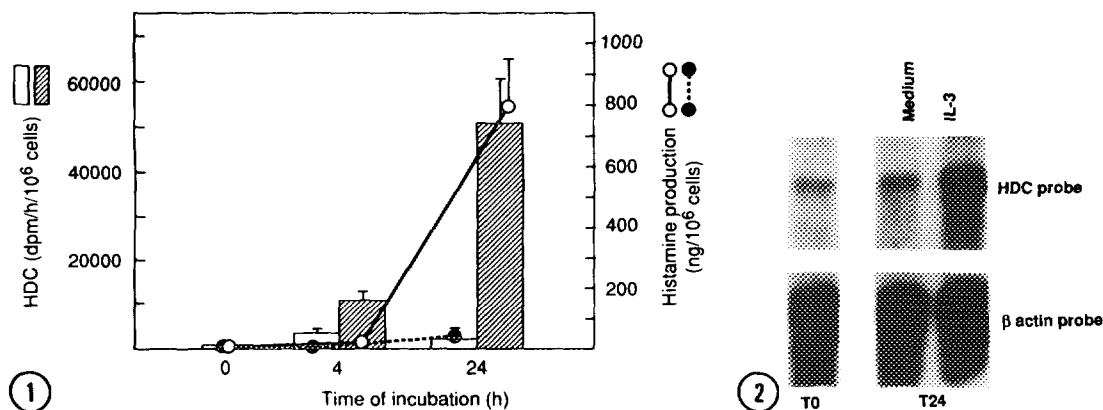 1000
60000
800
40000
600
400
20000
200
HDC (dpm/h/10⁶ cells)
Histamine production
(ng/10⁶ cells)
0
4
24
Time of incubation (h)
1
Medium
IL-3
HDC probe
β actin probe
T0
T24
2